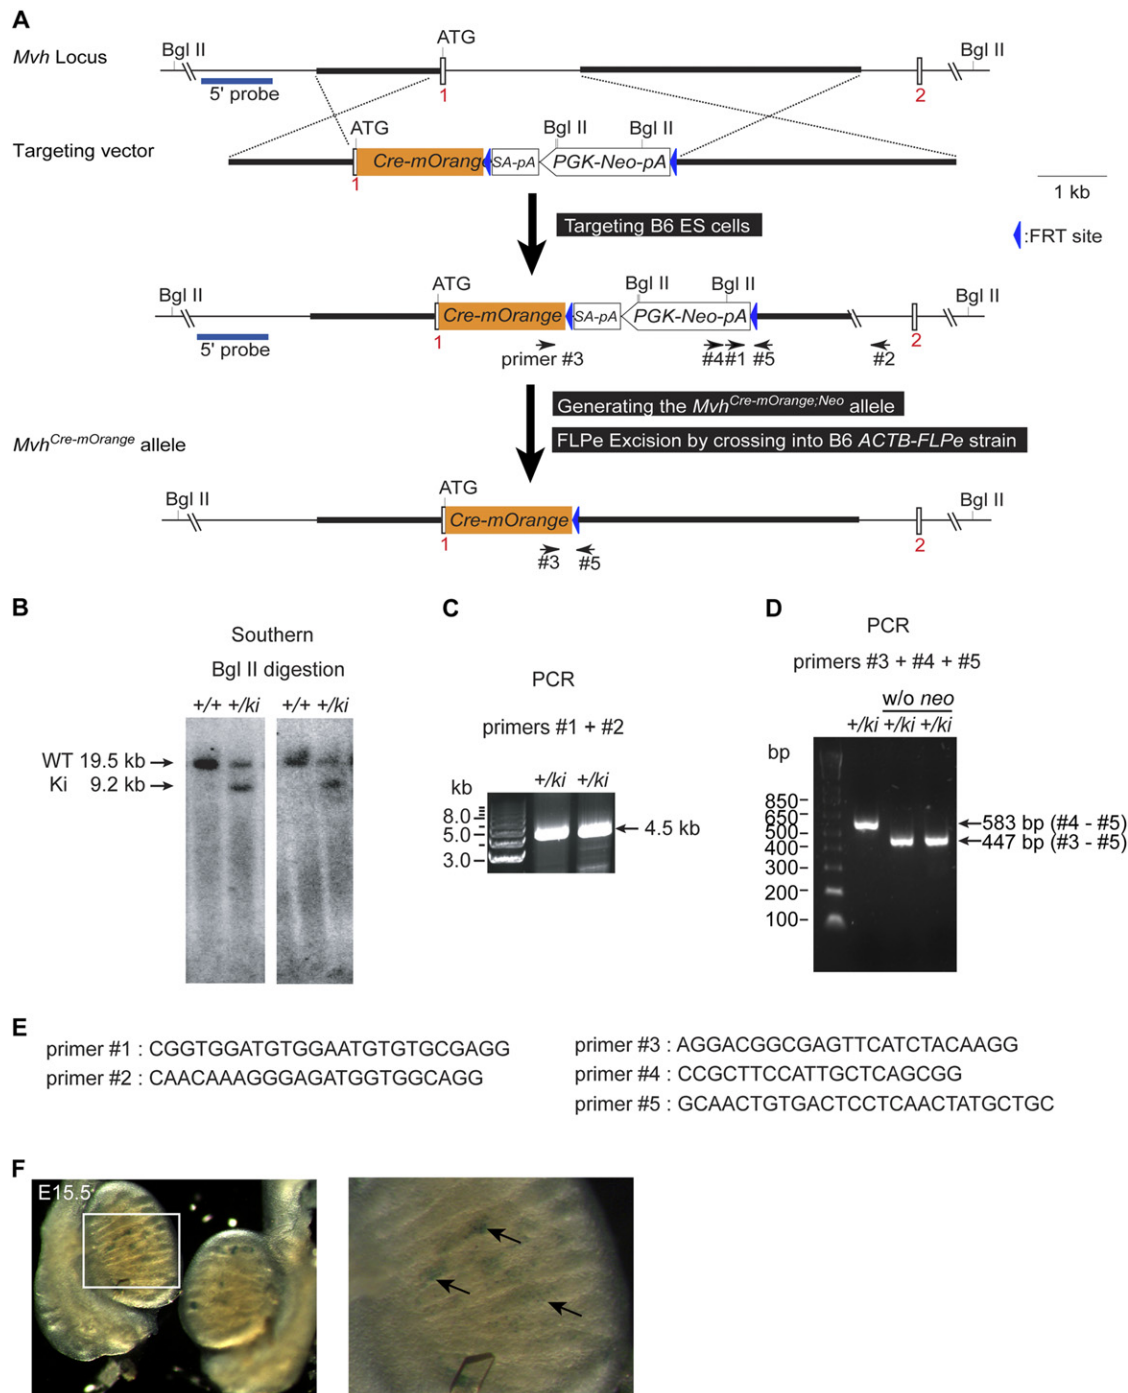 A
Mvh Locus
Bgl II
ATG
Bgl II
5' probe
1
2
Targeting vector
ATG
Bgl II
Bgl II
Cre-mOrange
SA-pA
PGK-Neo-pA
1
1 kb
Targeting B6 ES cells
:FRT site
Bgl II
ATG
Bgl II
Bgl II
Bgl II
Cre-mOrange
SA-pA
PGK-Neo-pA
5' probe
1
primer #3
#4
#1
#5
#2
2
Generating the Mvh^Cre-mOrange;Neo allele
Mvh^Cre-mOrange allele
FLPe Excision by crossing into B6 ACTB-FLPe strain
Bgl II
ATG
Bgl II
Cre-mOrange
1
#3
#5
2
B
Southern
Bgl II digestion
+/+ +/ki +/+ +/ki
WT 19.5 kb
Ki 9.2 kb
C
PCR
primers #1 + #2
+/ki +/ki
kb
8.0
5.0
3.0
4.5 kb
D
PCR
primers #3 + #4 + #5
w/o neo
+/ki +/ki +/ki
bp
850
650
500
400
300
200
100
583 bp (#4 - #5)
447 bp (#3 - #5)
E
primer #1 : CGGTGGATGTGGAATGTGTGCGAGG
primer #2 : CAACAAAGGGAGATGGTGGCAGG
primer #3 : AGGACGGCGAGTTCATCTACAAGG
primer #4 : CCGCTTCCATTGCTCAGCGG
primer #5 : GCAACTGTGACTCCTCAACTATGCTGC
F
E15.5